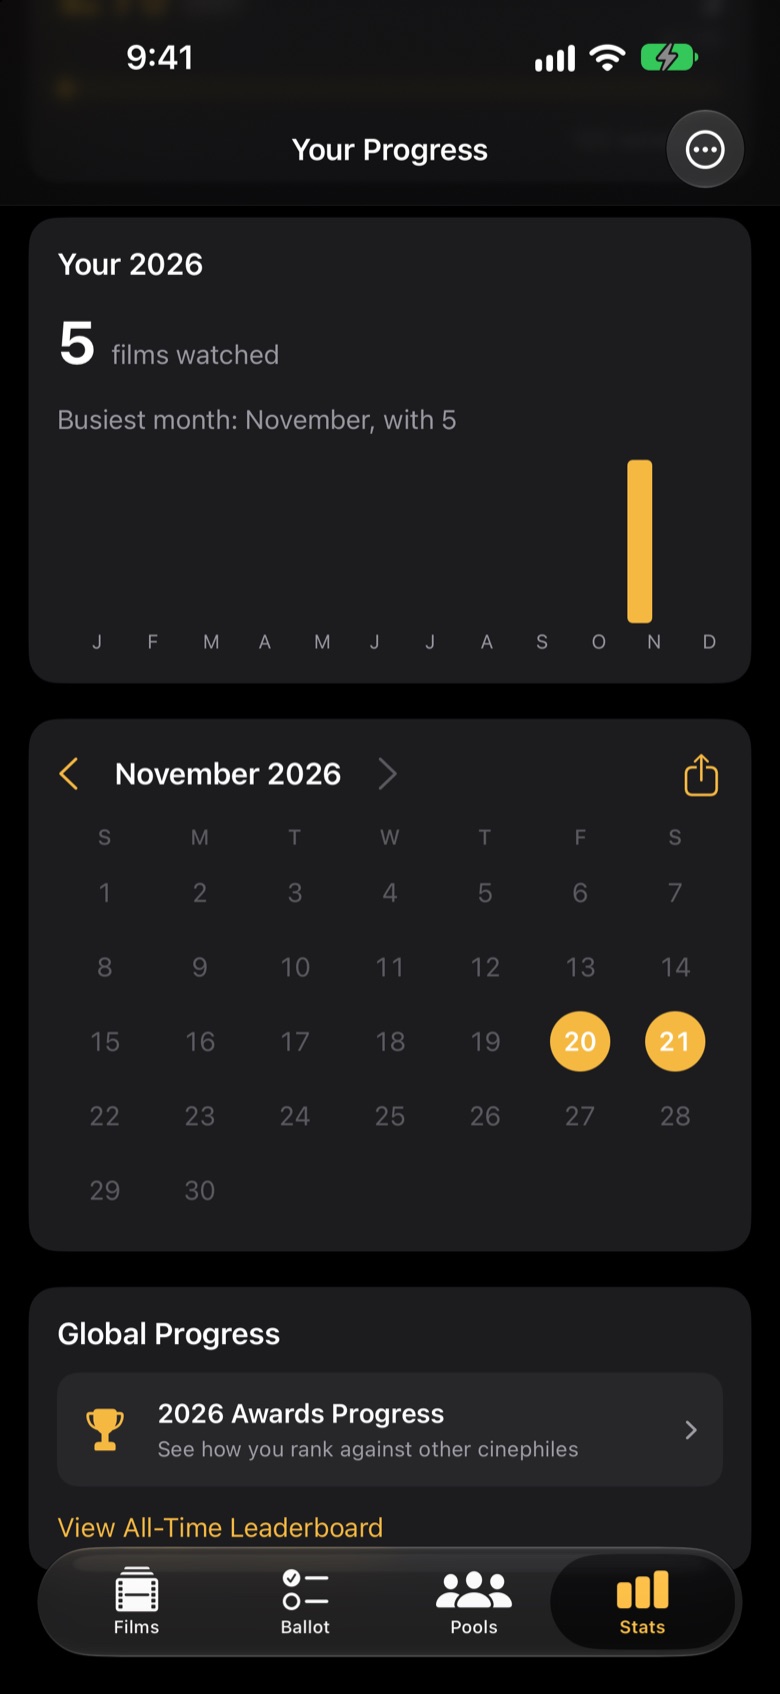 9:41
Your Progress
Your 2026
5 films watched
Busiest month: November, with 5
J F M A M J J A S O N D
November 2026
S M T W T F S
1 2 3 4 5 6 7
8 9 10 11 12 13 14
15 16 17 18 19 20 21
22 23 24 25 26 27 28
29 30
Global Progress
2026 Awards Progress
See how you rank against other cinephiles
View All-Time Leaderboard
Films Ballot Pools Stats